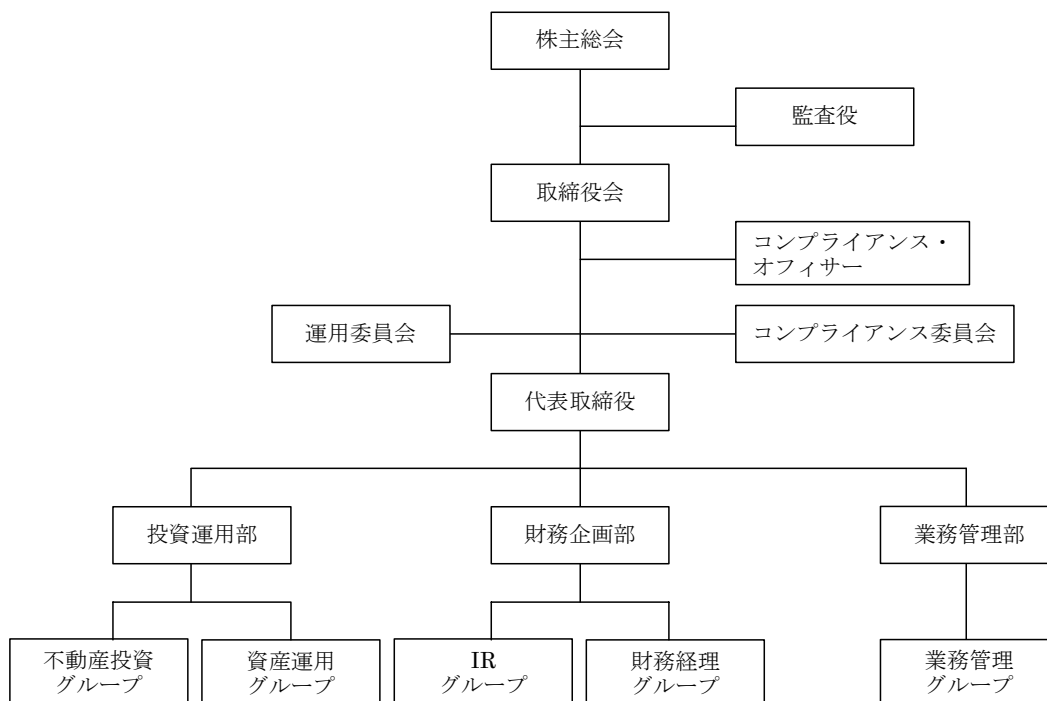 株主総会
監査役
取締役会
コンプライアンス・
オフィサー
運用委員会
コンプライアンス委員会
代表取締役
投資運用部
財務企画部
業務管理部
不動産投資
グループ
資産運用
グループ
IR
グループ
財務経理
グループ
業務管理
グループ